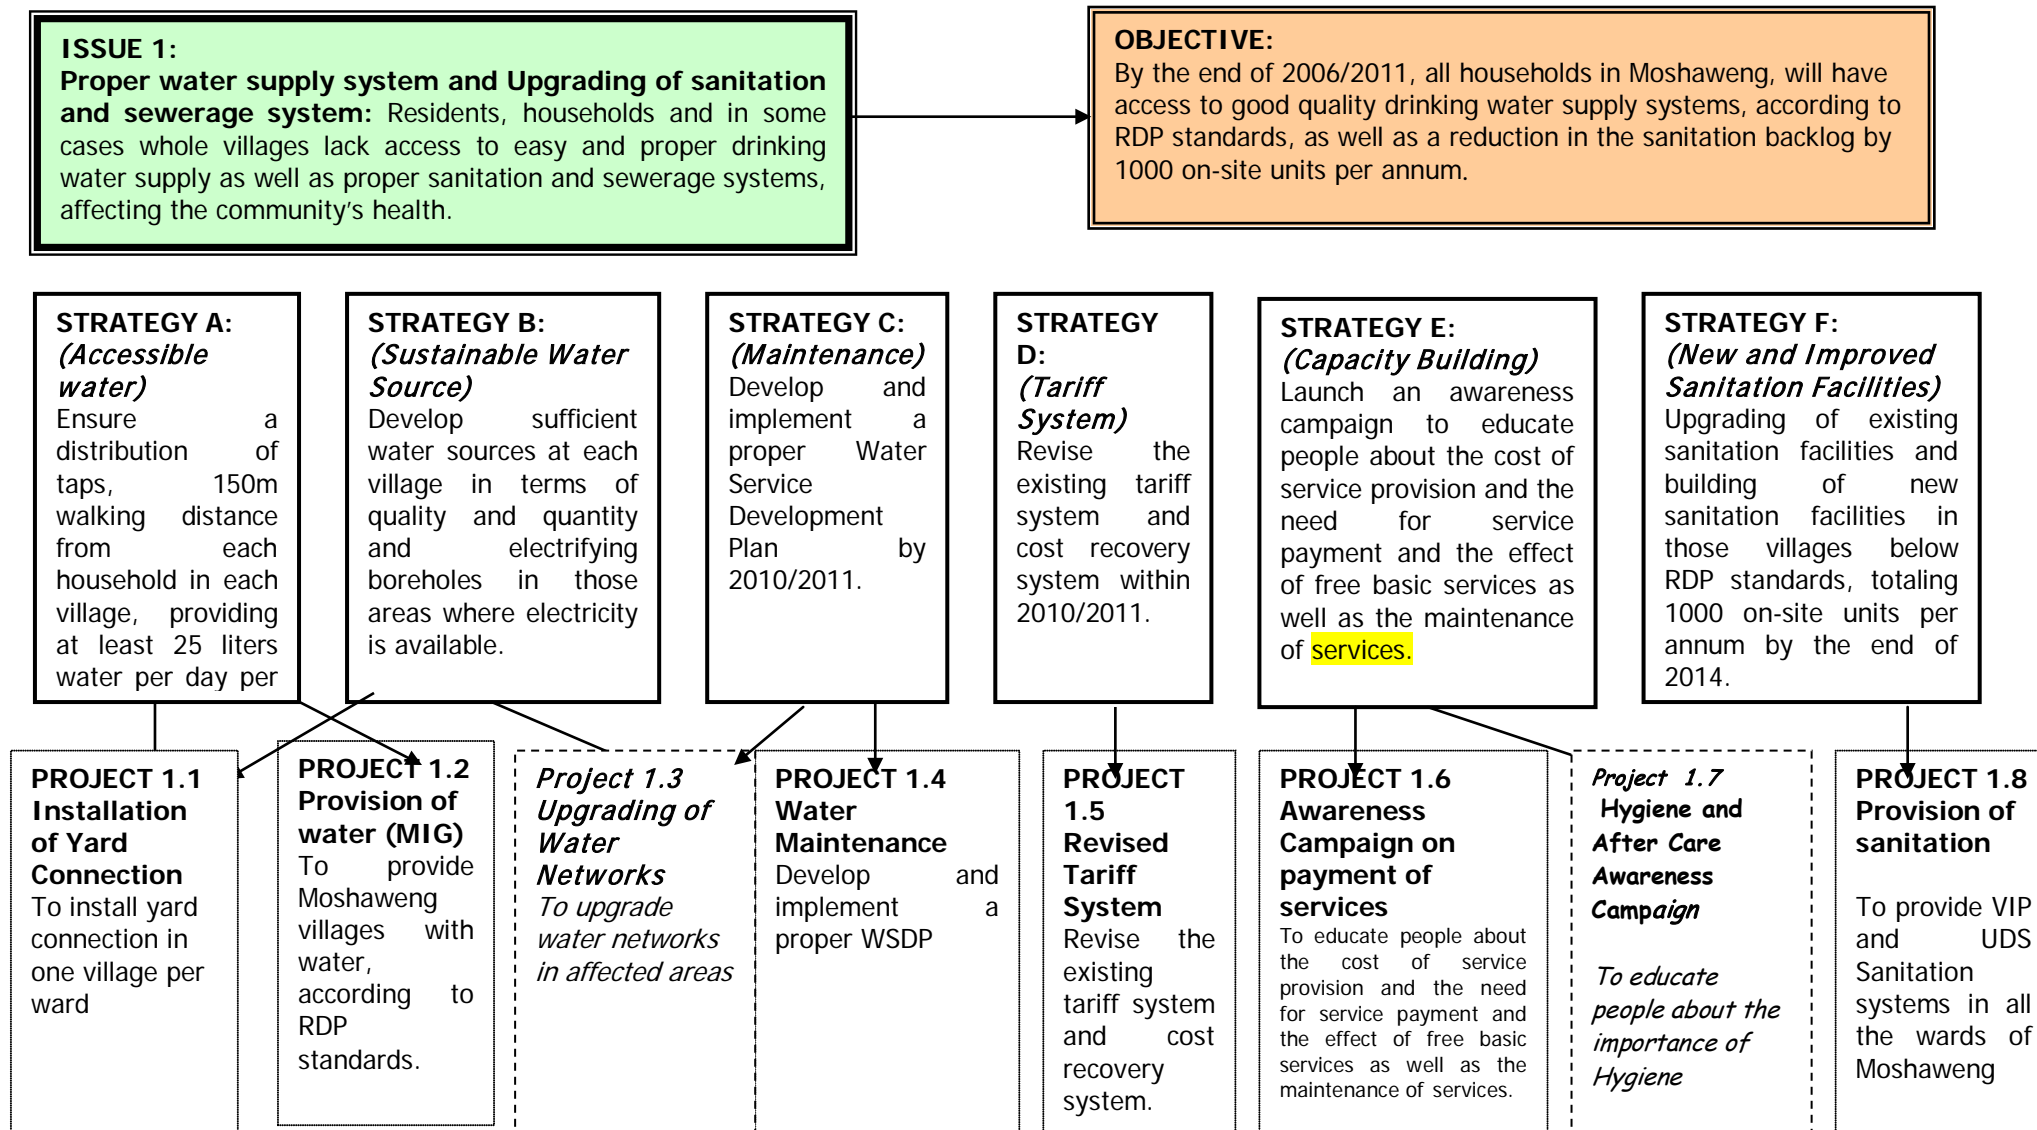 ISSUE 1:
Proper water supply system and Upgrading of sanitation
and sewerage system: Residents, households and in some
cases whole villages lack access to easy and proper drinking
water supply as well as proper sanitation and sewerage systems,
affecting the community's health.
OBJECTIVE:
By the end of 2006/2011, all households in Moshaweng, will have
access to good quality drinking water supply systems, according to
RDP standards, as well as a reduction in the sanitation backlog by
1000 on-site units per annum.
STRATEGY A:
(Accessible
water)
Ensure a
distribution of
taps, 150m
walking distance
from each
household in each
village, providing
at least 25 liters
water per day per
STRATEGY B:
(Sustainable Water
Source)
Develop sufficient
water sources at each
village in terms of
quality and quantity
and electrifying
boreholes in those
areas where electricity
is available.
STRATEGY C:
(Maintenance)
Develop and
implement a
proper Water
Service
Development
Plan by
2010/2011.
STRATEGY
D:
(Tariff
System)
Revise the
existing tariff
system and
cost recovery
system within
2010/2011.
STRATEGY E:
(Capacity Building)
Launch an awareness
campaign to educate
people about the cost of
service provision and the
need for service
payment and the effect
of free basic services as
well as the maintenance
of services.
STRATEGY F:
(New and Improved
Sanitation Facilities)
Upgrading of existing
sanitation facilities and
building of new
sanitation facilities in
those villages below
RDP standards, totaling
1000 on-site units per
annum by the end of
2014.
PROJECT 1.1
Installation
of Yard
Connection
To install yard
connection in
one village per
ward
PROJECT 1.2
Provision of
water (MIG)
To provide
Moshaweng
villages with
water,
according to
RDP
standards.
Project 1.3
Upgrading of
Water
Networks
To upgrade
water networks
in affected areas
PROJECT 1.4
Water
Maintenance
Develop and
implement a
proper WSDP
PROJECT
1.5
Revised
Tariff
System
Revise the
existing
tariff system
and cost
recovery
system.
PROJECT 1.6
Awareness
Campaign on
payment of
services
To educate people about
the cost of service
provision and the need
for service payment and
the effect of free basic
services as well as the
maintenance of services.
Project 1.7
Hygiene and
After Care
Awareness
Campaign
To educate
people about the
importance of
Hygiene
PROJECT 1.8
Provision of
sanitation
To provide VIP
and UDS
Sanitation
systems in all
the wards of
Moshaweng